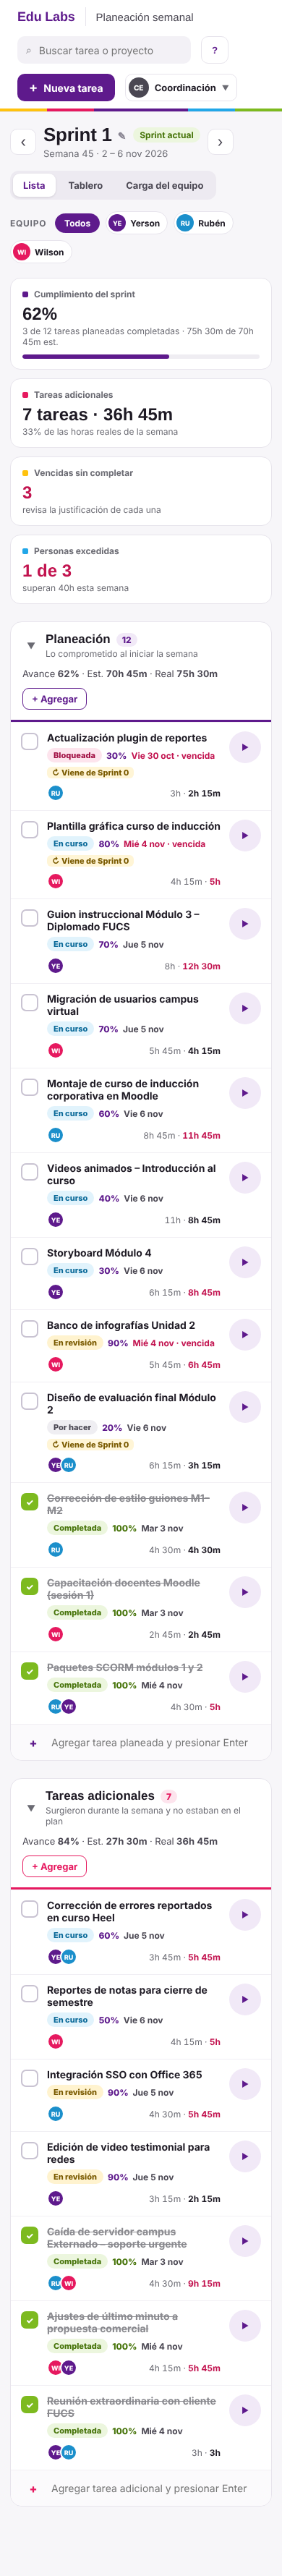 Edu Labs Planeación semanal
Buscar tarea o proyecto ?
+ Nueva tarea CE Coordinación ▼
‹ Sprint 1 ✎ Sprint actual ›
Semana 45 · 2 – 6 nov 2026
Lista Tablero Carga del equipo
EQUIPO Todos YE Yerson RU Rubén
WI Wilson
Cumplimiento del sprint
62%
3 de 12 tareas planeadas completadas · 75h 30m de 70h
45m est.
Tareas adicionales
7 tareas · 36h 45m
33% de las horas reales de la semana
Vencidas sin completar
3
revisa la justificación de cada una
Personas excedidas
1 de 3
superan 40h esta semana
▼ Planeación 12
Lo comprometido al iniciar la semana
Avance 62% · Est. 70h 45m · Real 75h 30m
+ Agregar
Actualización plugin de reportes
Bloqueada 30% Vie 30 oct · vencida
↻ Viene de Sprint 0
RU 3h · 2h 15m
Plantilla gráfica curso de inducción
En curso 80% Mié 4 nov · vencida
↻ Viene de Sprint 0
WI 4h 15m · 5h
Guion instruccional Módulo 3 –
Diplomado FUCS
En curso 70% Jue 5 nov
YE 8h · 12h 30m
Migración de usuarios campus
virtual
En curso 70% Jue 5 nov
WI 5h 45m · 4h 15m
Montaje de curso de inducción
corporativa en Moodle
En curso 60% Vie 6 nov
RU 8h 45m · 11h 45m
Videos animados – Introducción al
curso
En curso 40% Vie 6 nov
YE 11h · 8h 45m
Storyboard Módulo 4
En curso 30% Vie 6 nov
YE 6h 15m · 8h 45m
Banco de infografías Unidad 2
En revisión 90% Mié 4 nov · vencida
WI 5h 45m · 6h 45m
Diseño de evaluación final Módulo
2
Por hacer 20% Vie 6 nov
↻ Viene de Sprint 0
YE RU 6h 15m · 3h 15m
Corrección de estilo guiones M1–
M2
Completada 100% Mar 3 nov
RU 4h 30m · 4h 30m
Capacitación docentes Moodle
(sesión 1)
Completada 100% Mar 3 nov
WI 2h 45m · 2h 45m
Paquetes SCORM módulos 1 y 2
Completada 100% Mié 4 nov
RU YE 4h 30m · 5h
+ Agregar tarea planeada y presionar Enter
▼ Tareas adicionales 7
Surgieron durante la semana y no estaban en el
plan
Avance 84% · Est. 27h 30m · Real 36h 45m
+ Agregar
Corrección de errores reportados
en curso Heel
En curso 60% Jue 5 nov
YE RU 3h 45m · 5h 45m
Reportes de notas para cierre de
semestre
En curso 50% Vie 6 nov
WI 4h 15m · 5h
Integración SSO con Office 365
En revisión 90% Jue 5 nov
RU 4h 30m · 5h 45m
Edición de video testimonial para
redes
En revisión 90% Jue 5 nov
YE 3h 15m · 2h 15m
Caída de servidor campus
Externado – soporte urgente
Completada 100% Mar 3 nov
RU WI 4h 30m · 9h 15m
Ajustes de último minuto a
propuesta comercial
Completada 100% Mié 4 nov
WI YE 4h 15m · 5h 45m
Reunión extraordinaria con cliente
FUCS
Completada 100% Mié 4 nov
YE RU 3h · 3h
+ Agregar tarea adicional y presionar Enter